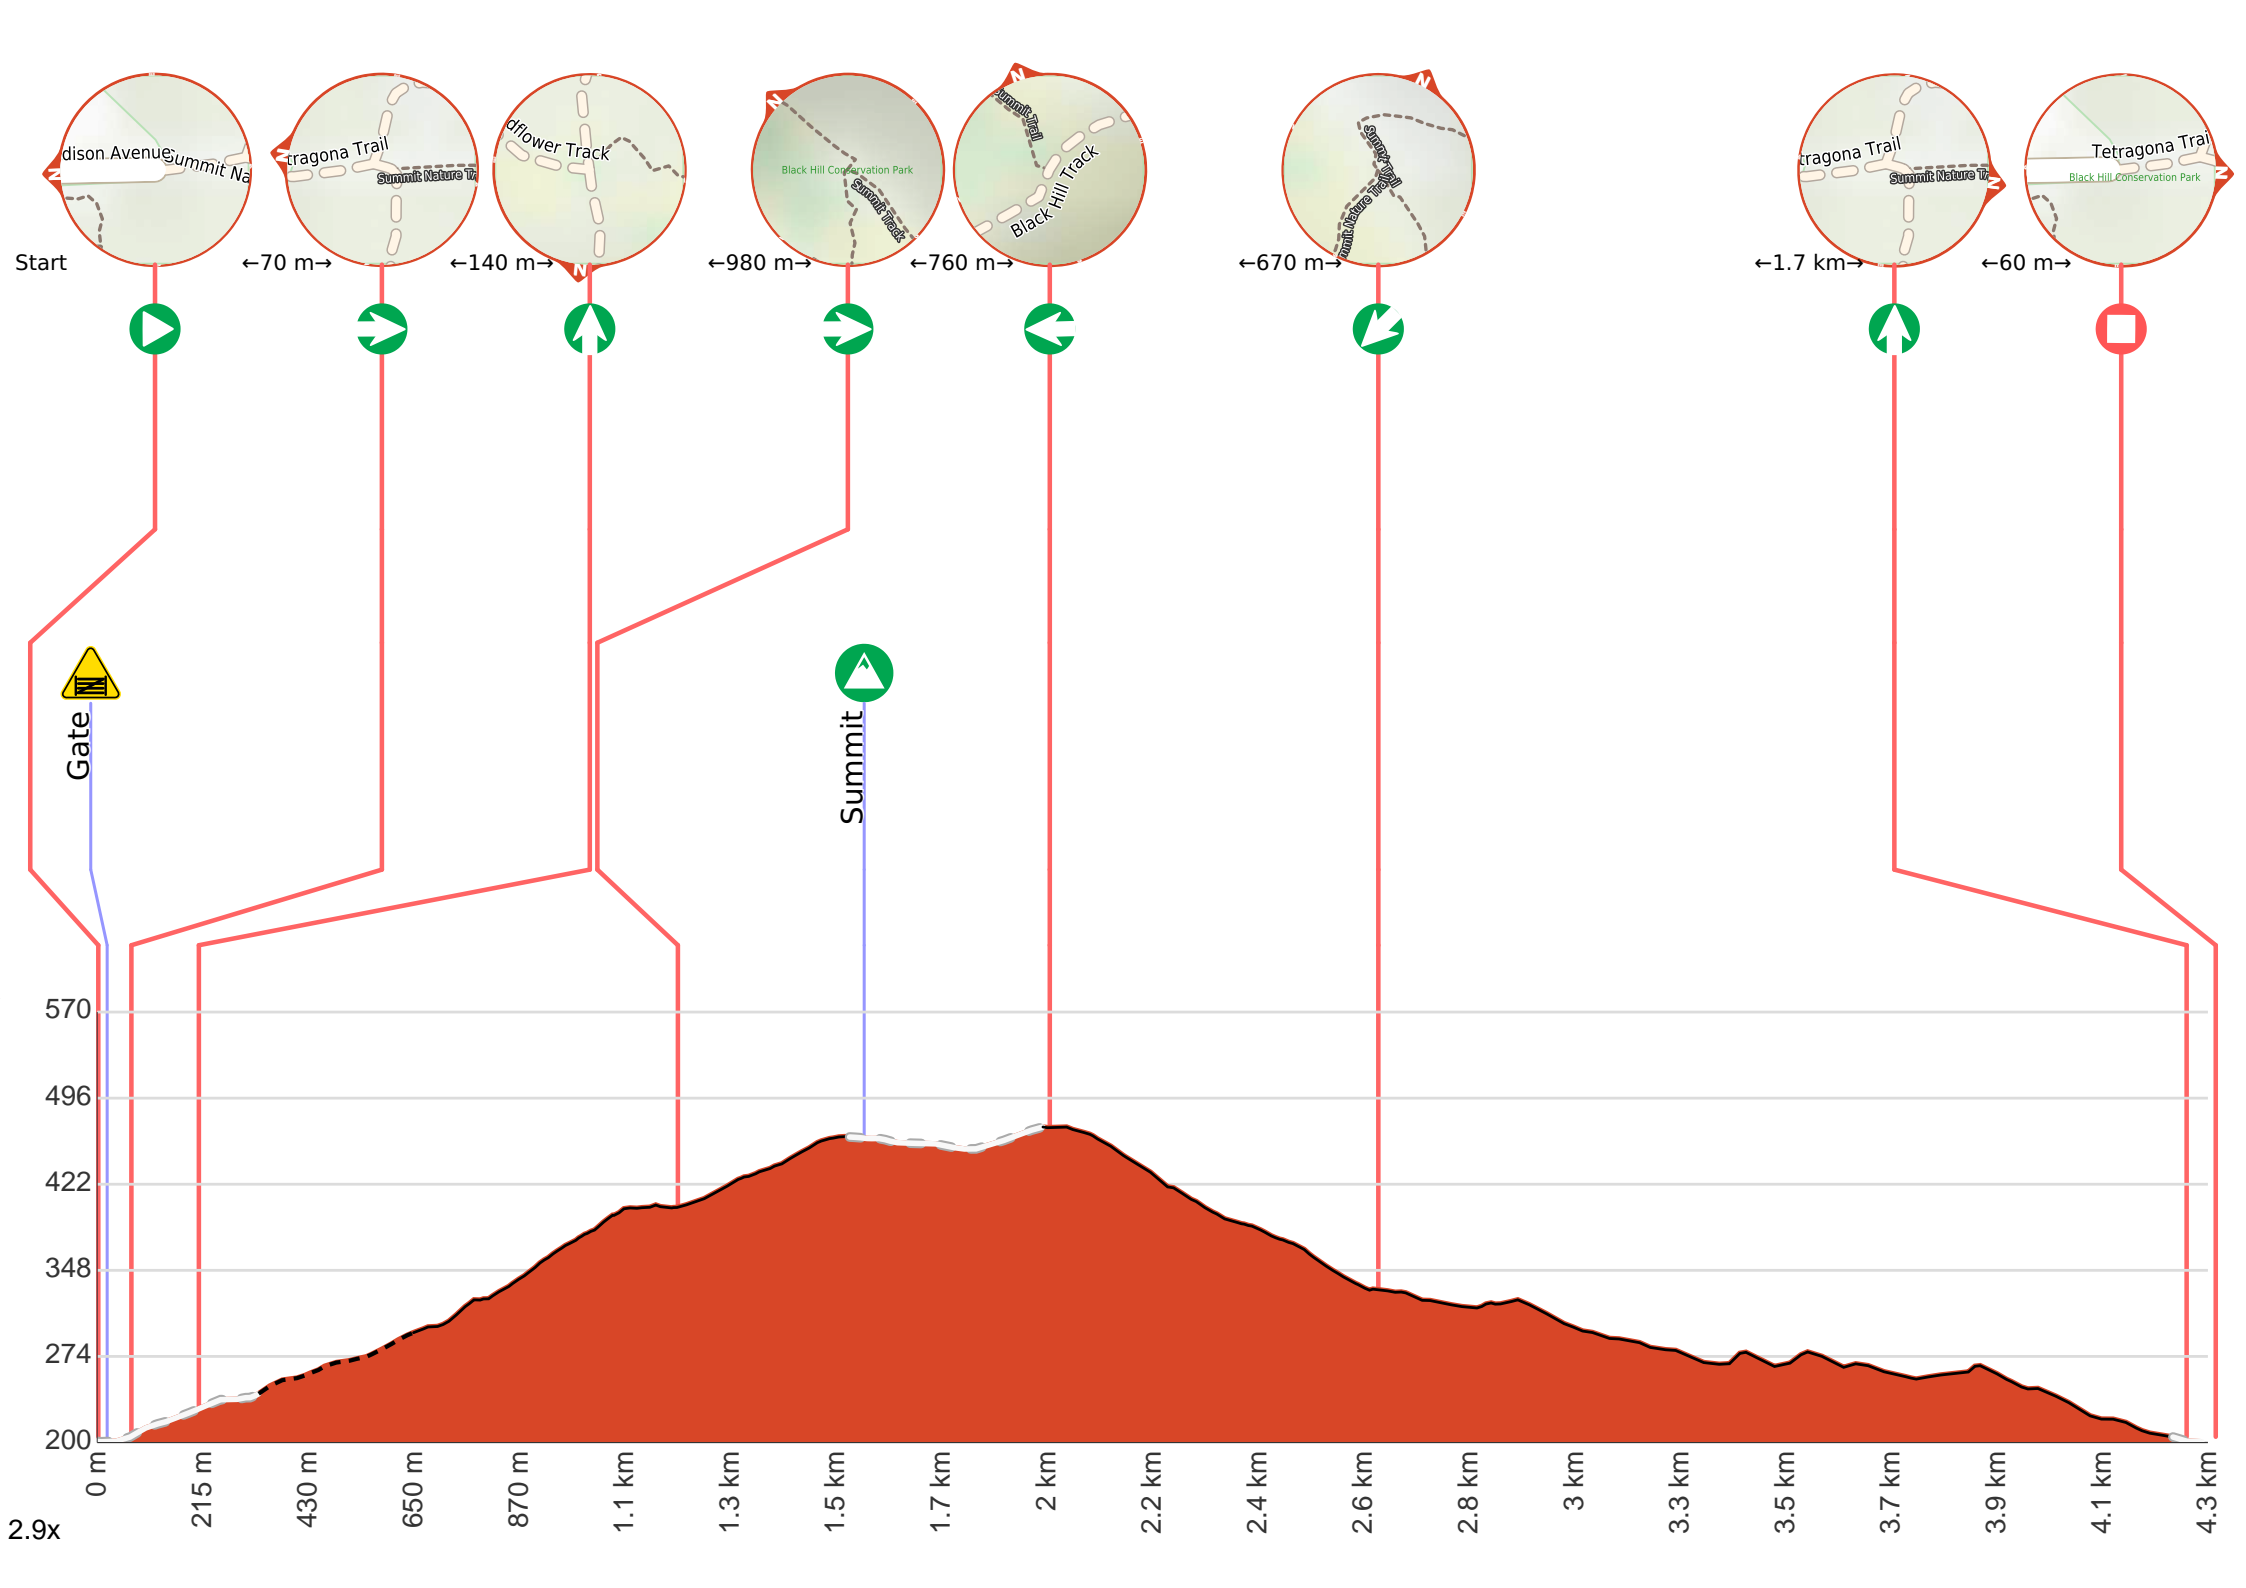 dison Avenue
Summit Na
N
tragona Trail
Summit Nature Tr
N
dflower Track
N
Black Hill Conservation Park
Summit Track
N
Summit Trail
Black Hill Track
N
Summit Trail
mmit Nature Trail
N
tragona Trail
Summit Nature Tr
N
Tetragona Trai
Black Hill Conservation Park
N
Start
←70 m→
←140 m→
←980 m→
←760 m→
←670 m→
←1.7 km→
←60 m→
Gate
Summit
570
496
422
348
274
200
0 m
215 m
430 m
650 m
870 m
1.1 km
1.3 km
1.5 km
1.7 km
2 km
2.2 km
2.4 km
2.6 km
2.8 km
3 km
3.3 km
3.5 km
3.7 km
3.9 km
4.1 km
4.3 km
2.9x